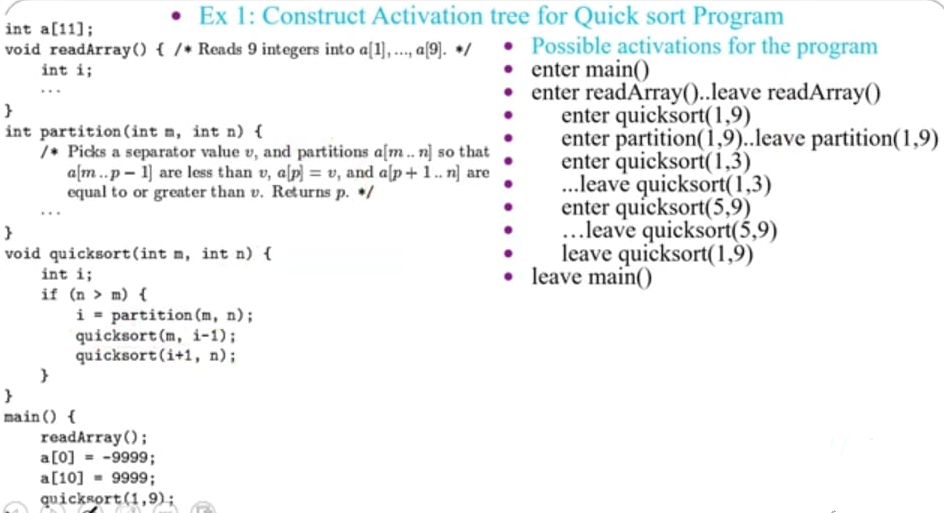 • Ex 1: Construct Activation tree for Quick sort Program
int a[11];
void readArray() { /* Reads 9 integers into a[1], ..., a[9]. */
int i;
...
}
int partition(int m, int n) {
/* Picks a separator value v, and partitions a[m .. n] so that
a[m .. p − 1] are less than v, a[p] = v, and a[p + 1 .. n] are
equal to or greater than v. Returns p. */
...
}
void quicksort(int m, int n) {
int i;
if (n > m) {
i = partition(m, n);
quicksort(m, i-1);
quicksort(i+1, n);
}
}
main() {
readArray();
a[0] = -9999;
a[10] = 9999;
quicksort(1,9);
• Possible activations for the program
• enter main()
• enter readArray()..leave readArray()
• enter quicksort(1,9)
• enter partition(1,9)..leave partition(1,9)
• enter quicksort(1,3)
• ...leave quicksort(1,3)
• enter quicksort(5,9)
• ...leave quicksort(5,9)
• leave quicksort(1,9)
• leave main()